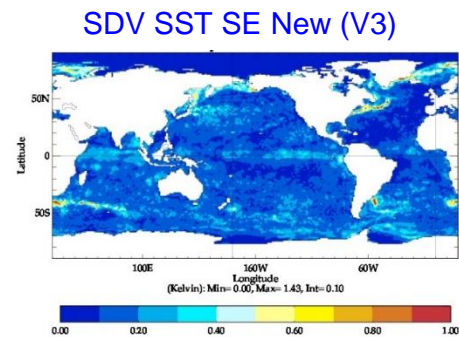 SDV SST SE New (V3)
50N
0
50S
Latitude
100E 160W 60W
Longitude
(Kelvin): Min= 0.00, Max= 1.43, Int= 0.10
0.00 0.20 0.40 0.60 0.80 1.00